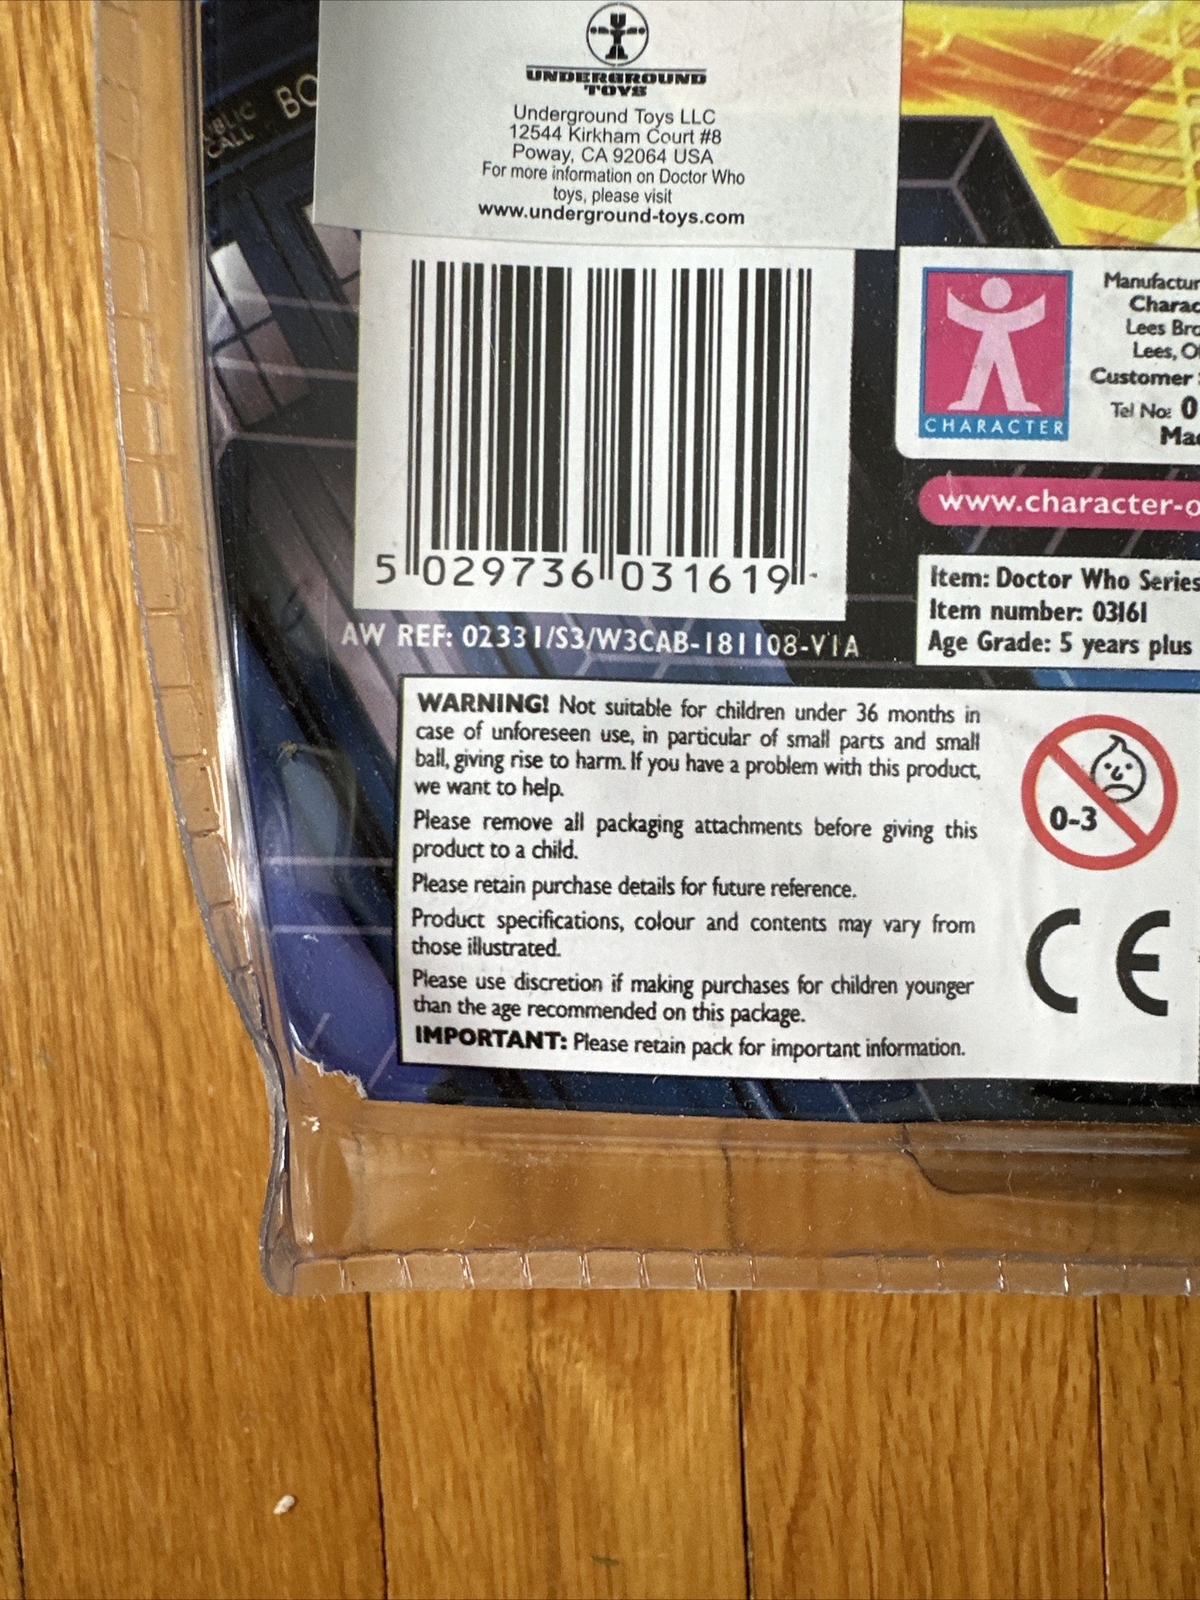 UNDERGROUND
TOYS
Underground Toys LLC
12544 Kirkham Court #8
Poway, CA 92064 USA
For more information on Doctor Who
toys, please visit
www.underground-toys.com
CALL
BO
5 029736 031619
AW REF: 02331/S3/W3CAB-181108-V1A
CHARACTER
Manufactur
Charac
Lees Bro
Lees, O
Customer
Tel No: 0
Mad
www.character-o
Item: Doctor Who Series
Item number: 03161
Age Grade: 5 years plus
WARNING! Not suitable for children under 36 months in
case of unforeseen use, in particular of small parts and small
ball, giving rise to harm. If you have a problem with this product,
we want to help.
Please remove all packaging attachments before giving this
product to a child.
Please retain purchase details for future reference.
Product specifications, colour and contents may vary from
those illustrated.
Please use discretion if making purchases for children younger
than the age recommended on this package.
IMPORTANT: Please retain pack for important information.
0-3
CE